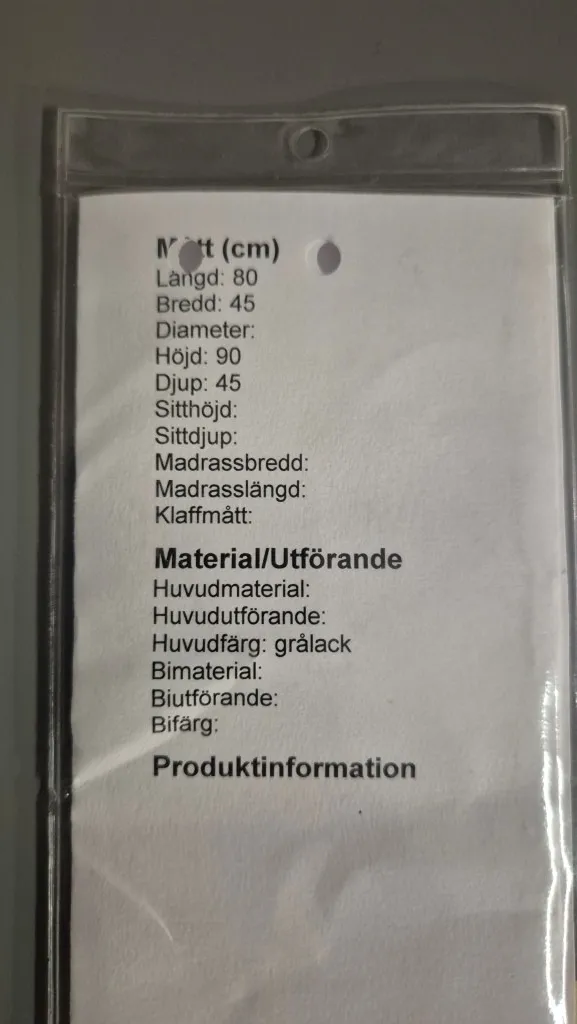 (cm)
Längd: 80
Bredd: 45
Diameter:
Höjd: 90
Djup: 45
Sitthöjd:
Sittdjup:
Madrassbredd:
Madrasslängd:
Klaffmått:
Material/Utförande
Huvudmaterial:
Huvudutförande:
Huvudfärg: grålack
Bimaterial:
Biutförande:
Bifärg:
Produktinformation